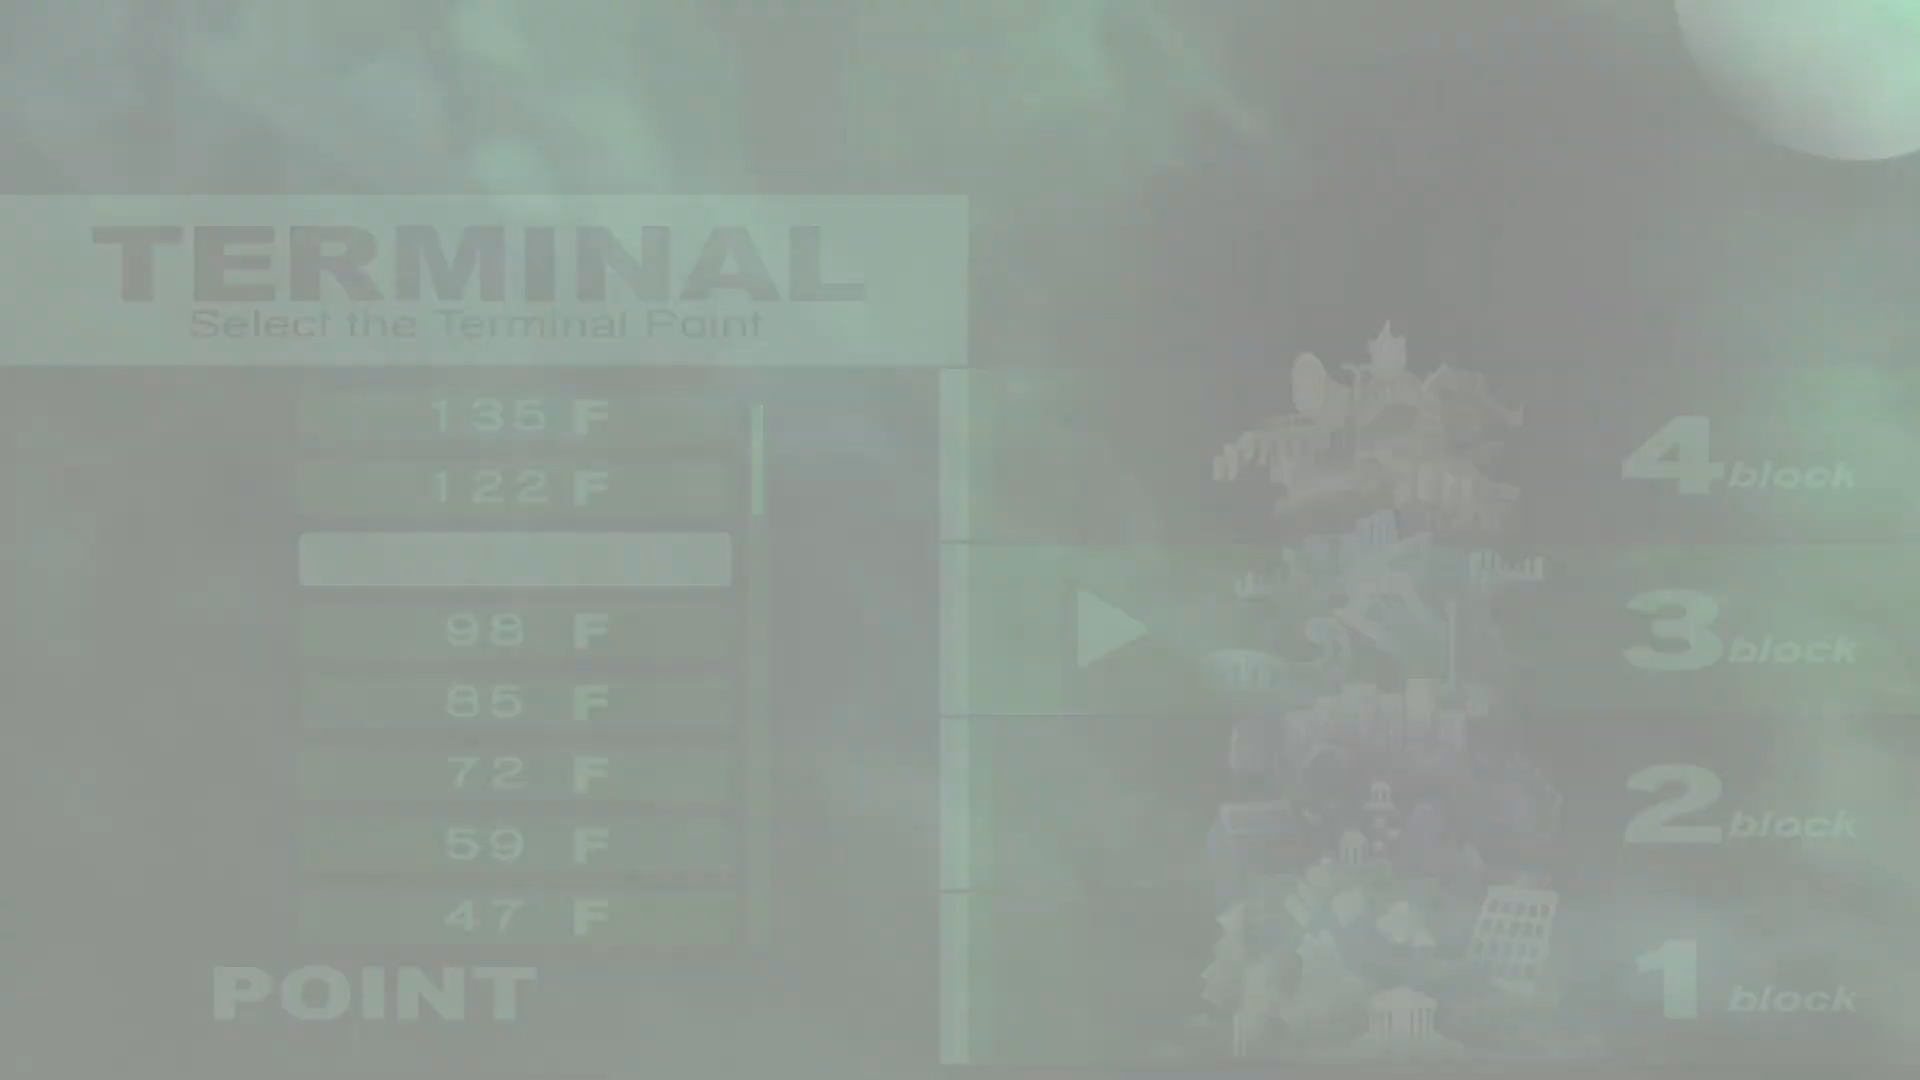 TERMINAL
Select the Terminal Point
135 F
122 F
98 F
85 F
72 F
59 F
47 F
POINT
4 block
3 block
2 block
1 block